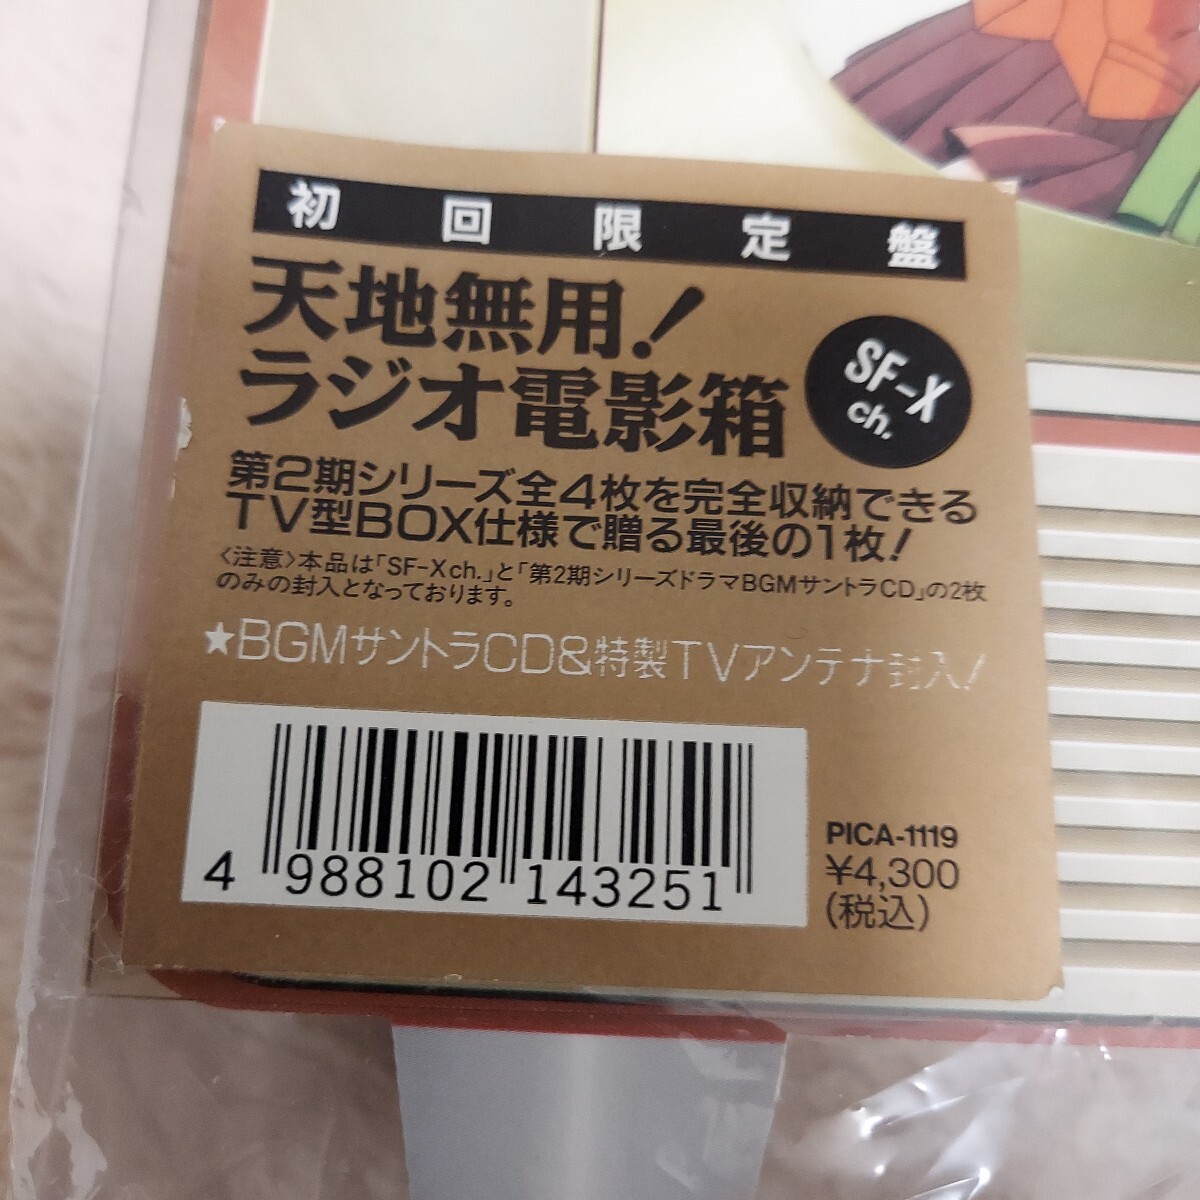 初回限定盤
天地無用!
ラジオ電影箱
SF-X
ch.
第2期シリーズ全4枚を完全収納できる
TV型BOX仕様で贈る最後の1枚!
〈注意〉本品は「SF-Xch.」と「第2期シリーズドラマBGMサントラCD」の2枚
のみの封入となっております。
★BGMサントラCD&特製TVアンテナ封入!
4 988102 143251
PICA-1119
¥4,300
(税込)